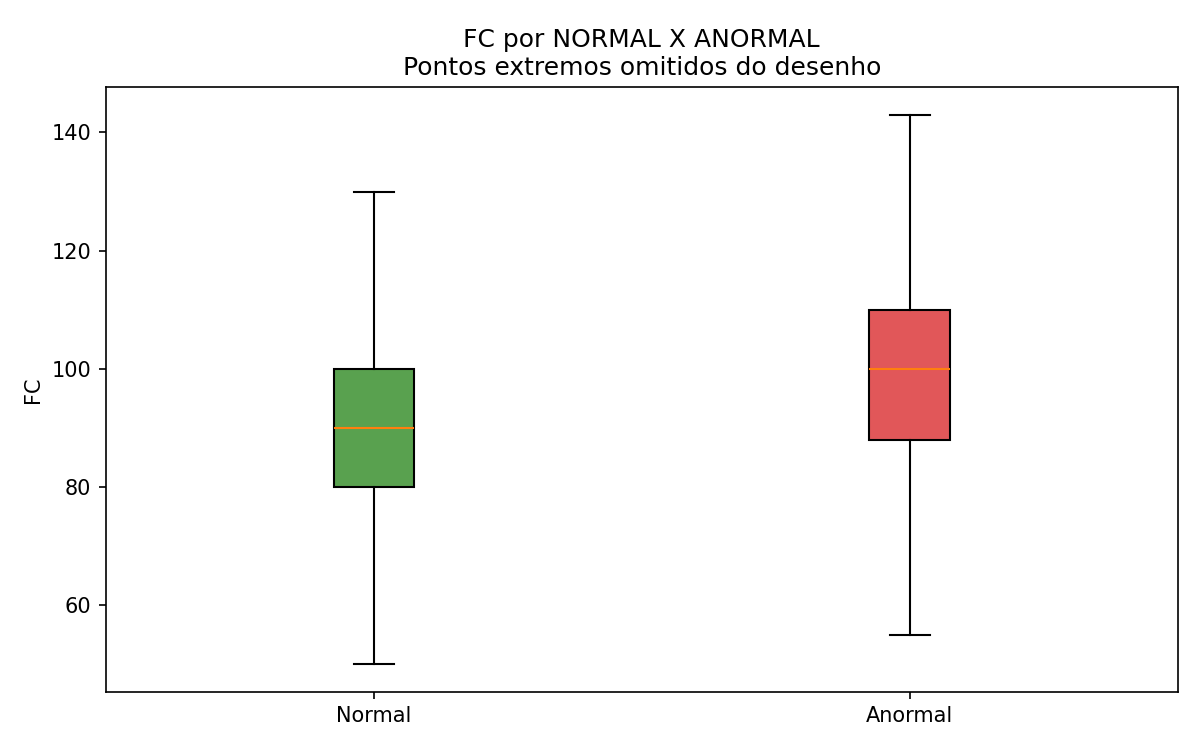 FC por NORMAL X ANORMAL
Pontos extremos omitidos do desenho
140
120
100
80
60
FC
Normal
Anormal